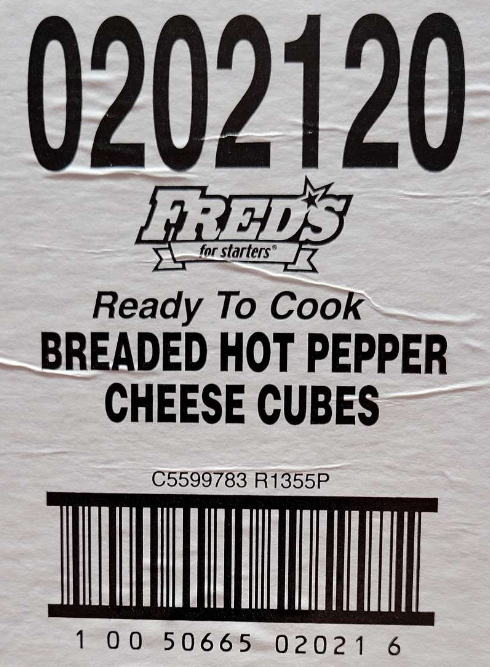 0202120
FRED'S
for starters®
Ready To Cook
BREADED HOT PEPPER
CHEESE CUBES
C5599783 R1355P
1 00 50665 02021 6